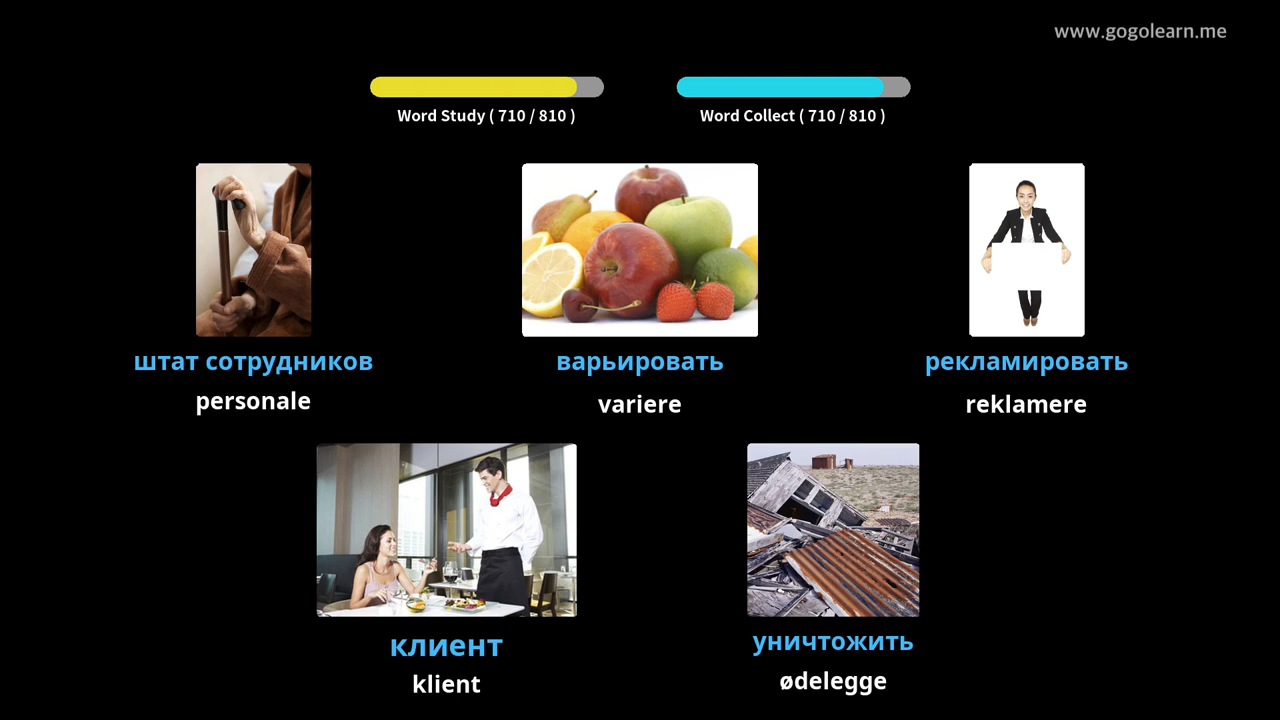 www.gogolearn.me
Word Study ( 710 / 810 )
Word Collect ( 710 / 810 )
штат сотрудников
personale
варьировать
variere
рекламировать
reklamere
клиент
klient
уничтожить
ødelegge